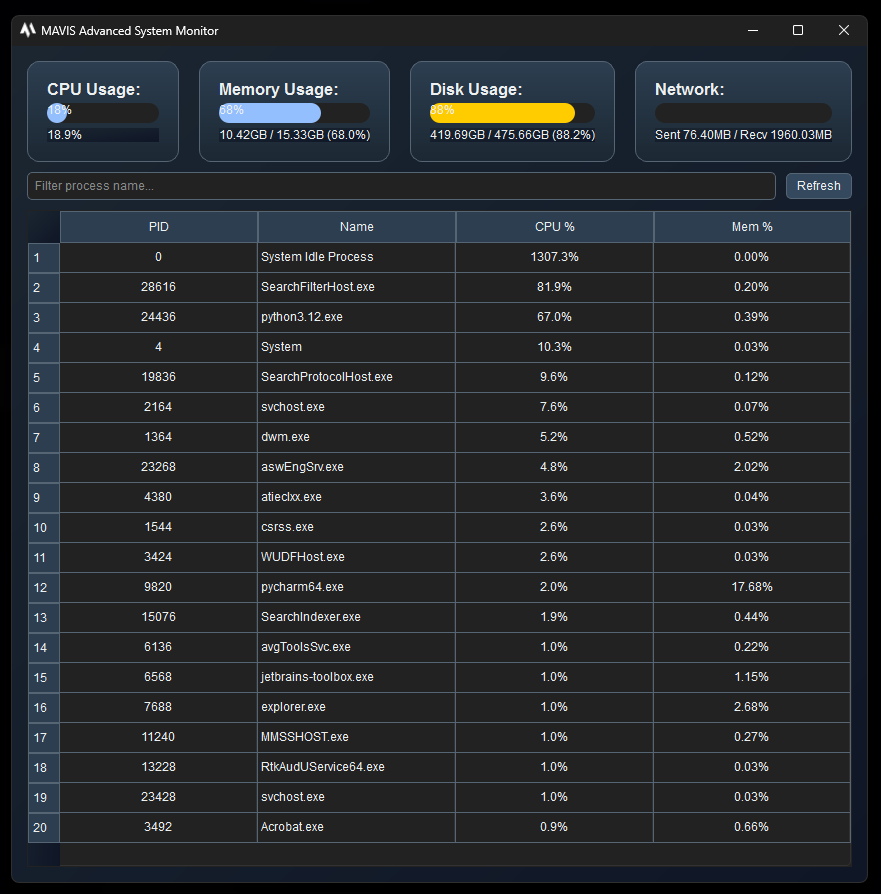 MAVIS Advanced System Monitor
CPU Usage: Memory Usage: Disk Usage: Network:
18% 68% 88%
18.9% 10.42GB / 15.33GB (68.0%) 419.69GB / 475.66GB (88.2%) Sent 76.40MB / Recv 1960.03MB
Filter process name... Refresh
PID Name CPU % Mem %
1 0 System Idle Process 1307.3% 0.00%
2 28616 SearchFilterHost.exe 81.9% 0.20%
3 24436 python3.12.exe 67.0% 0.39%
4 4 System 10.3% 0.03%
5 19836 SearchProtocolHost.exe 9.6% 0.12%
6 2164 svchost.exe 7.6% 0.07%
7 1364 dwm.exe 5.2% 0.52%
8 23268 aswEngSrv.exe 4.8% 2.02%
9 4380 atieclxx.exe 3.6% 0.04%
10 1544 csrss.exe 2.6% 0.03%
11 3424 WUDFHost.exe 2.6% 0.03%
12 9820 pycharm64.exe 2.0% 17.68%
13 15076 SearchIndexer.exe 1.9% 0.44%
14 6136 avgToolsSvc.exe 1.0% 0.22%
15 6568 jetbrains-toolbox.exe 1.0% 1.15%
16 7688 explorer.exe 1.0% 2.68%
17 11240 MMSSHOST.exe 1.0% 0.27%
18 13228 RtkAudUService64.exe 1.0% 0.03%
19 23428 svchost.exe 1.0% 0.03%
20 3492 Acrobat.exe 0.9% 0.66%